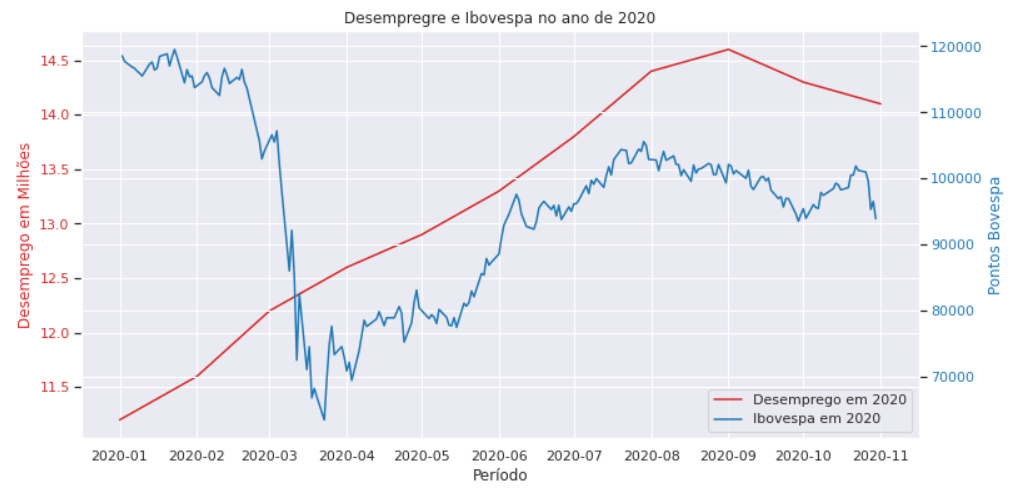 Desempregre e Ibovespa no ano de 2020
Desemprego em Milhões
14.5
14.0
13.5
13.0
12.5
12.0
11.5
120000
110000
100000
90000
80000
70000
Pontos Bovespa
Desemprego em 2020
Ibovespa em 2020
2020-01 2020-02 2020-03 2020-04 2020-05 2020-06 2020-07 2020-08 2020-09 2020-10 2020-11
Período